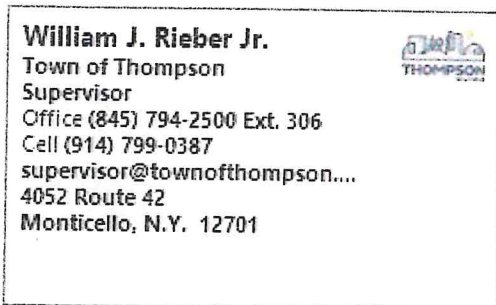 William J. Rieber Jr.
THOMPSON
Town of Thompson
Supervisor
Office (845) 794-2500 Ext. 306
Cell (914) 799-0387
supervisor@townofthompson....
4052 Route 42
Monticello, N.Y. 12701